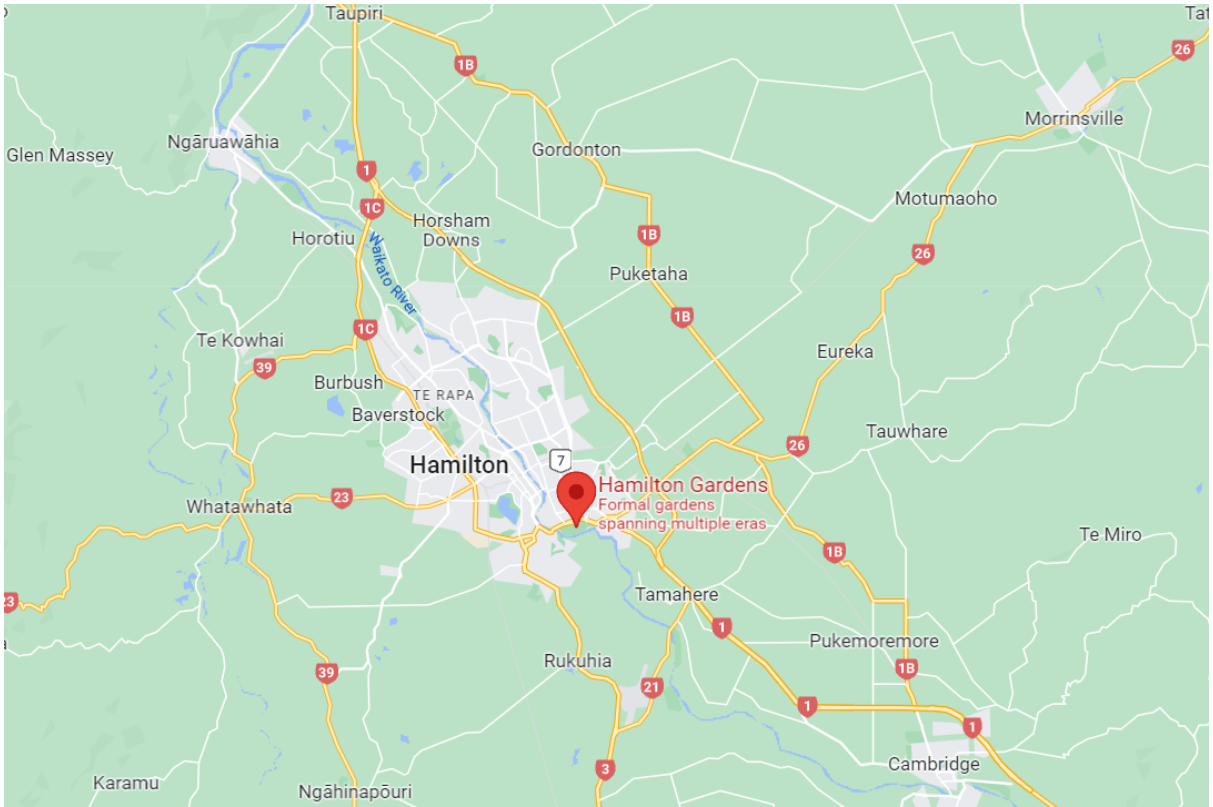 Taupiri
Tat
26
1B
Morrinsville
Ngāruawāhia
Gordonton
Glen Massey
1
Motumaoho
1C
Horsham
Downs
Horotiu
1B
Waikato River
26
Puketaha
1B
1C
Te Kowhai
Eureka
39
Burbush
TE RAPA
Baverstock
Tauwhare
26
Hamilton
7
Hamilton Gardens
Formal gardens
spanning multiple eras
23
Whatawhata
Te Miro
1B
Tamahere
23
1
Pukemoremore
Rukuhia
1B
39
21
1
1
Cambridge
3
Karamu
Ngāhinapōuri